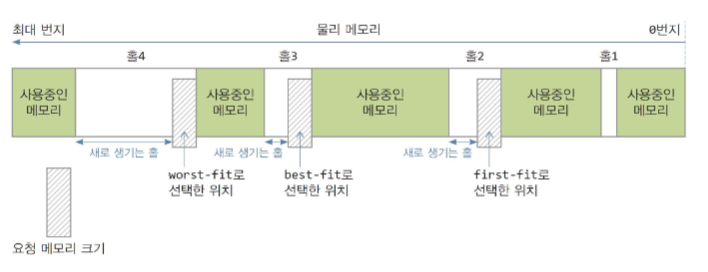 최대 번지
물리 메모리
0번지
홀4
홀3
홀2
홀1
사용중인
메모리
사용중인
메모리
사용중인
메모리
사용중인
메모리
사용중인
메모리
새로 생기는 홀
새로 생기는 홀
새로 생기는 홀
worst-fit로
선택한 위치
best-fit로
선택한 위치
first-fit로
선택한 위치
요청 메모리 크기